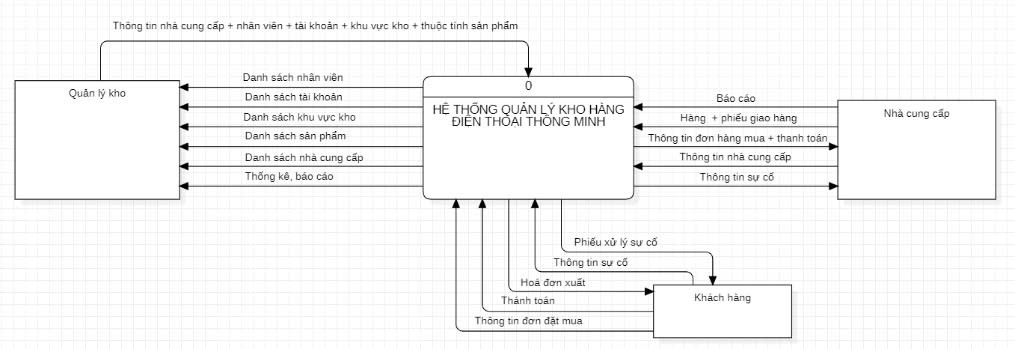 Thông tin nhà cung cấp + nhân viên + tài khoản + khu vực kho + thuộc tính sản phẩm
Quản lý kho
Danh sách nhân viên
Danh sách tài khoản
Danh sách khu vực kho
Danh sách sản phẩm
Danh sách nhà cung cấp
Thống kê, báo cáo
0
HỆ THỐNG QUẢN LÝ KHO HÀNG
ĐIỆN THOẠI THÔNG MINH
Báo cáo
Hàng + phiếu giao hàng
Thông tin đơn hàng mua + thanh toán
Thông tin nhà cung cấp
Thông tin sự cố
Nhà cung cấp
Phiếu xử lý sự cố
Thông tin sự cố
Hoá đơn xuất
Thánh toán
Thông tin đơn đặt mua
Khách hàng